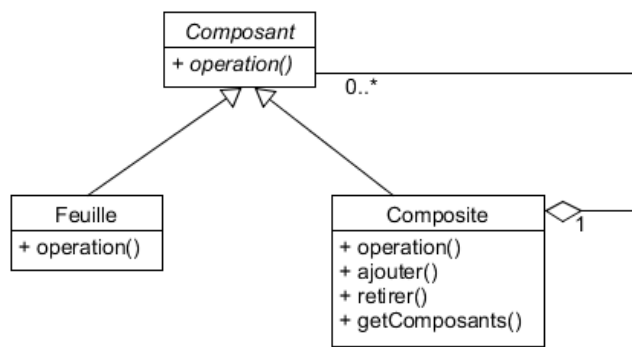 Composant
+ operation()
0..*
Feuille
+ operation()
Composite
+ operation()
+ ajouter()
+ retirer()
+ getComposants()
1